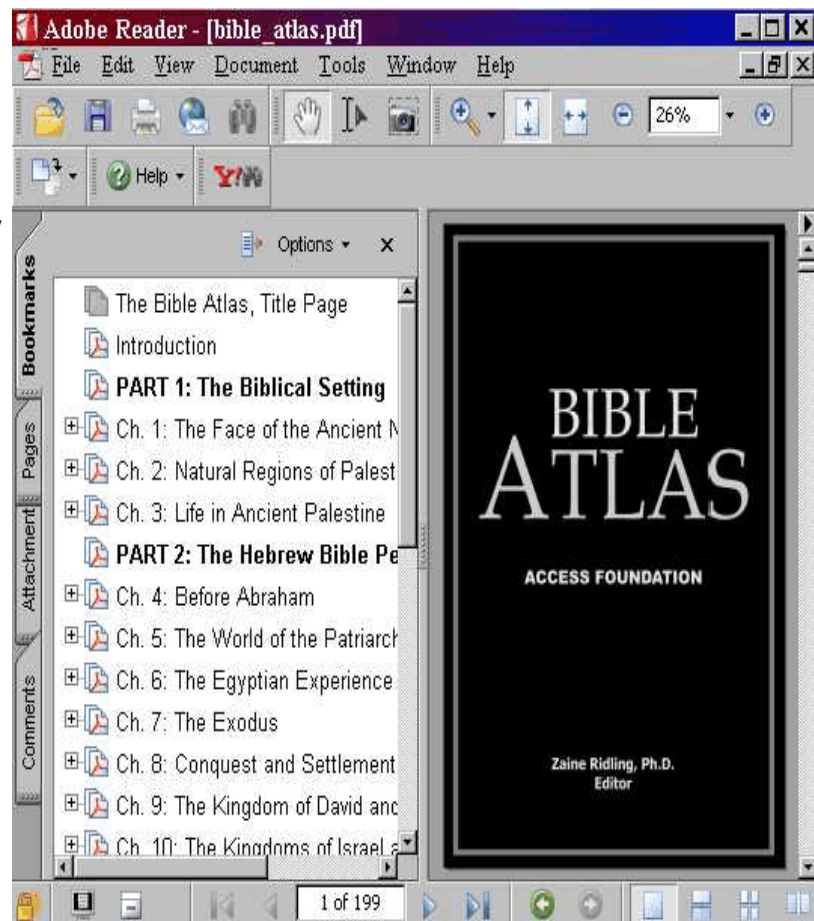 Adobe Reader - [bible_atlas.pdf]
File Edit View Document Tools Window Help
26%
Help
Y!
Bookmarks
Pages
Attachment
Comments
Options
The Bible Atlas, Title Page
Introduction
PART 1: The Biblical Setting
Ch. 1: The Face of the Ancient N
Ch. 2: Natural Regions of Palest
Ch. 3: Life in Ancient Palestine
PART 2: The Hebrew Bible Pe
Ch. 4: Before Abraham
Ch. 5: The World of the Patriarch
Ch. 6: The Egyptian Experience
Ch. 7: The Exodus
Ch. 8: Conquest and Settlement
Ch. 9: The Kingdom of David and
Ch. 10: The Kingdoms of Israel a
BIBLE
ATLAS
ACCESS FOUNDATION
Zaine Ridling, Ph.D.
Editor
1 of 199